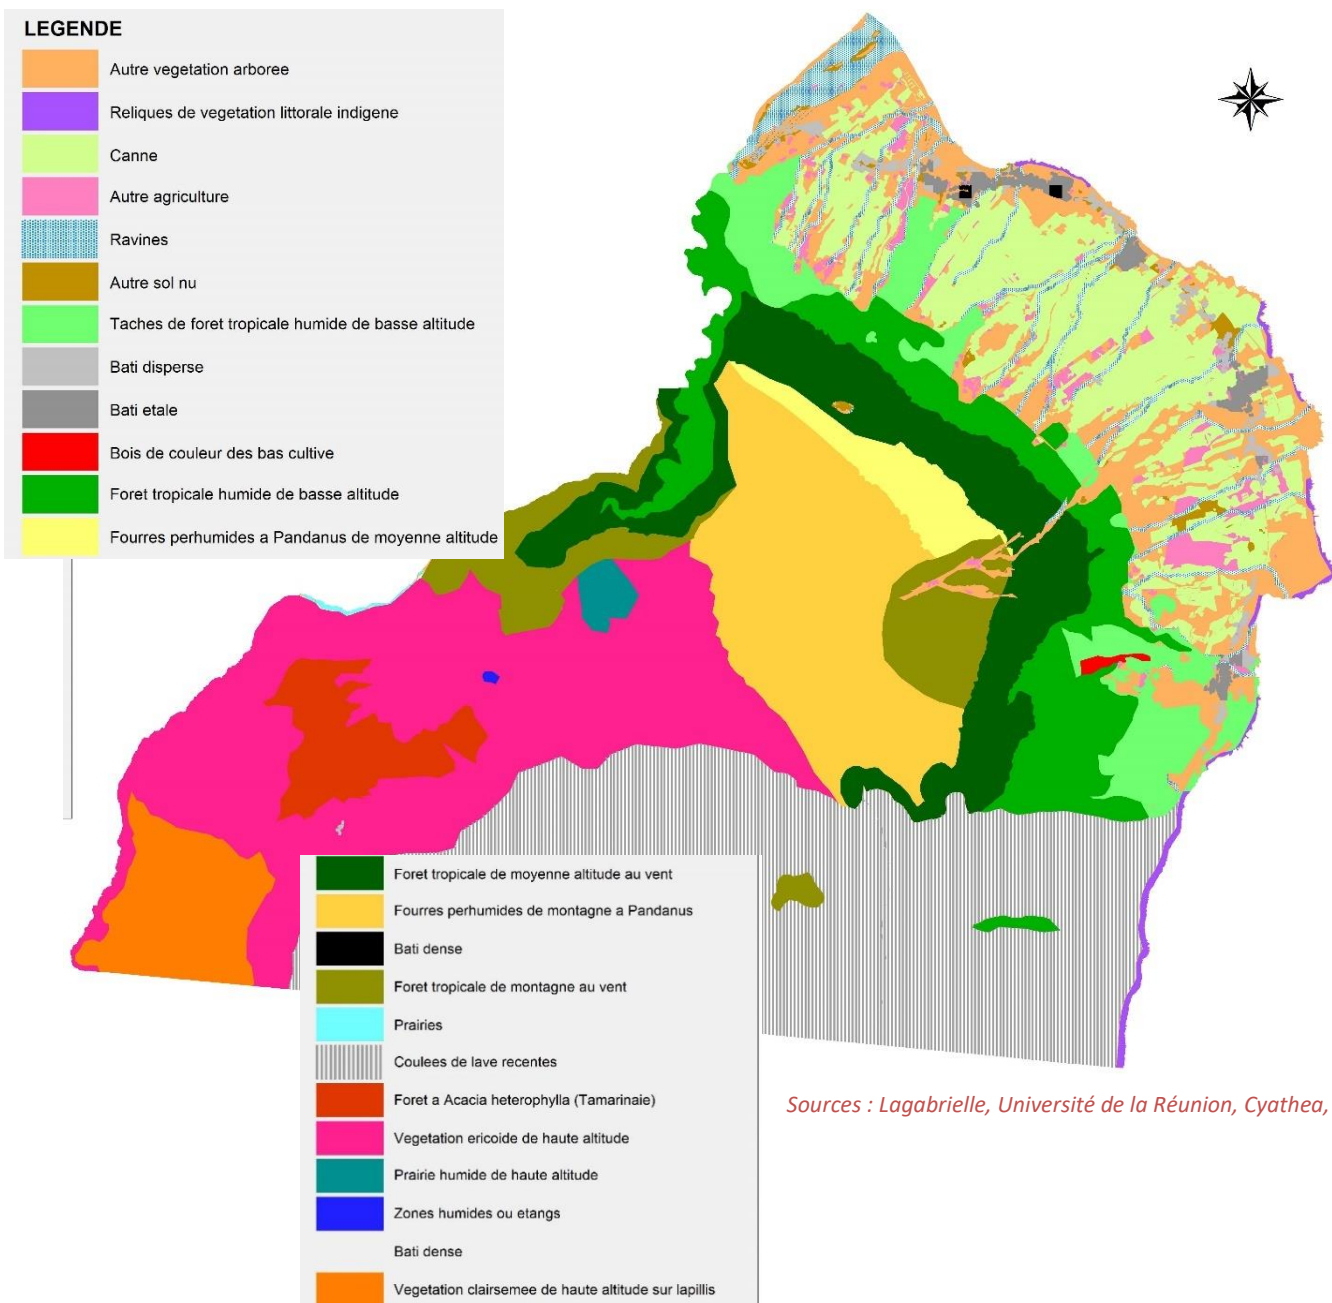 LEGENDE
Autre vegetation arboree
Reliques de vegetation littorale indigene
Canne
Autre agriculture
Ravines
Autre sol nu
Taches de foret tropicale humide de basse altitude
Bati disperse
Bati etale
Bois de couleur des bas cultive
Foret tropicale humide de basse altitude
Fourres perhumides a Pandanus de moyenne altitude
Foret tropicale de moyenne altitude au vent
Fourres perhumides de montagne a Pandanus
Bati dense
Foret tropicale de montagne au vent
Prairies
Coulees de lave recentes
Foret a Acacia heterophylla (Tamarinaie)
Vegetation ericoide de haute altitude
Prairie humide de haute altitude
Zones humides ou etangs
Bati dense
Vegetation clairsemee de haute altitude sur lapillis
Sources : Lagabrielle, Université de la Réunion, Cyathea,